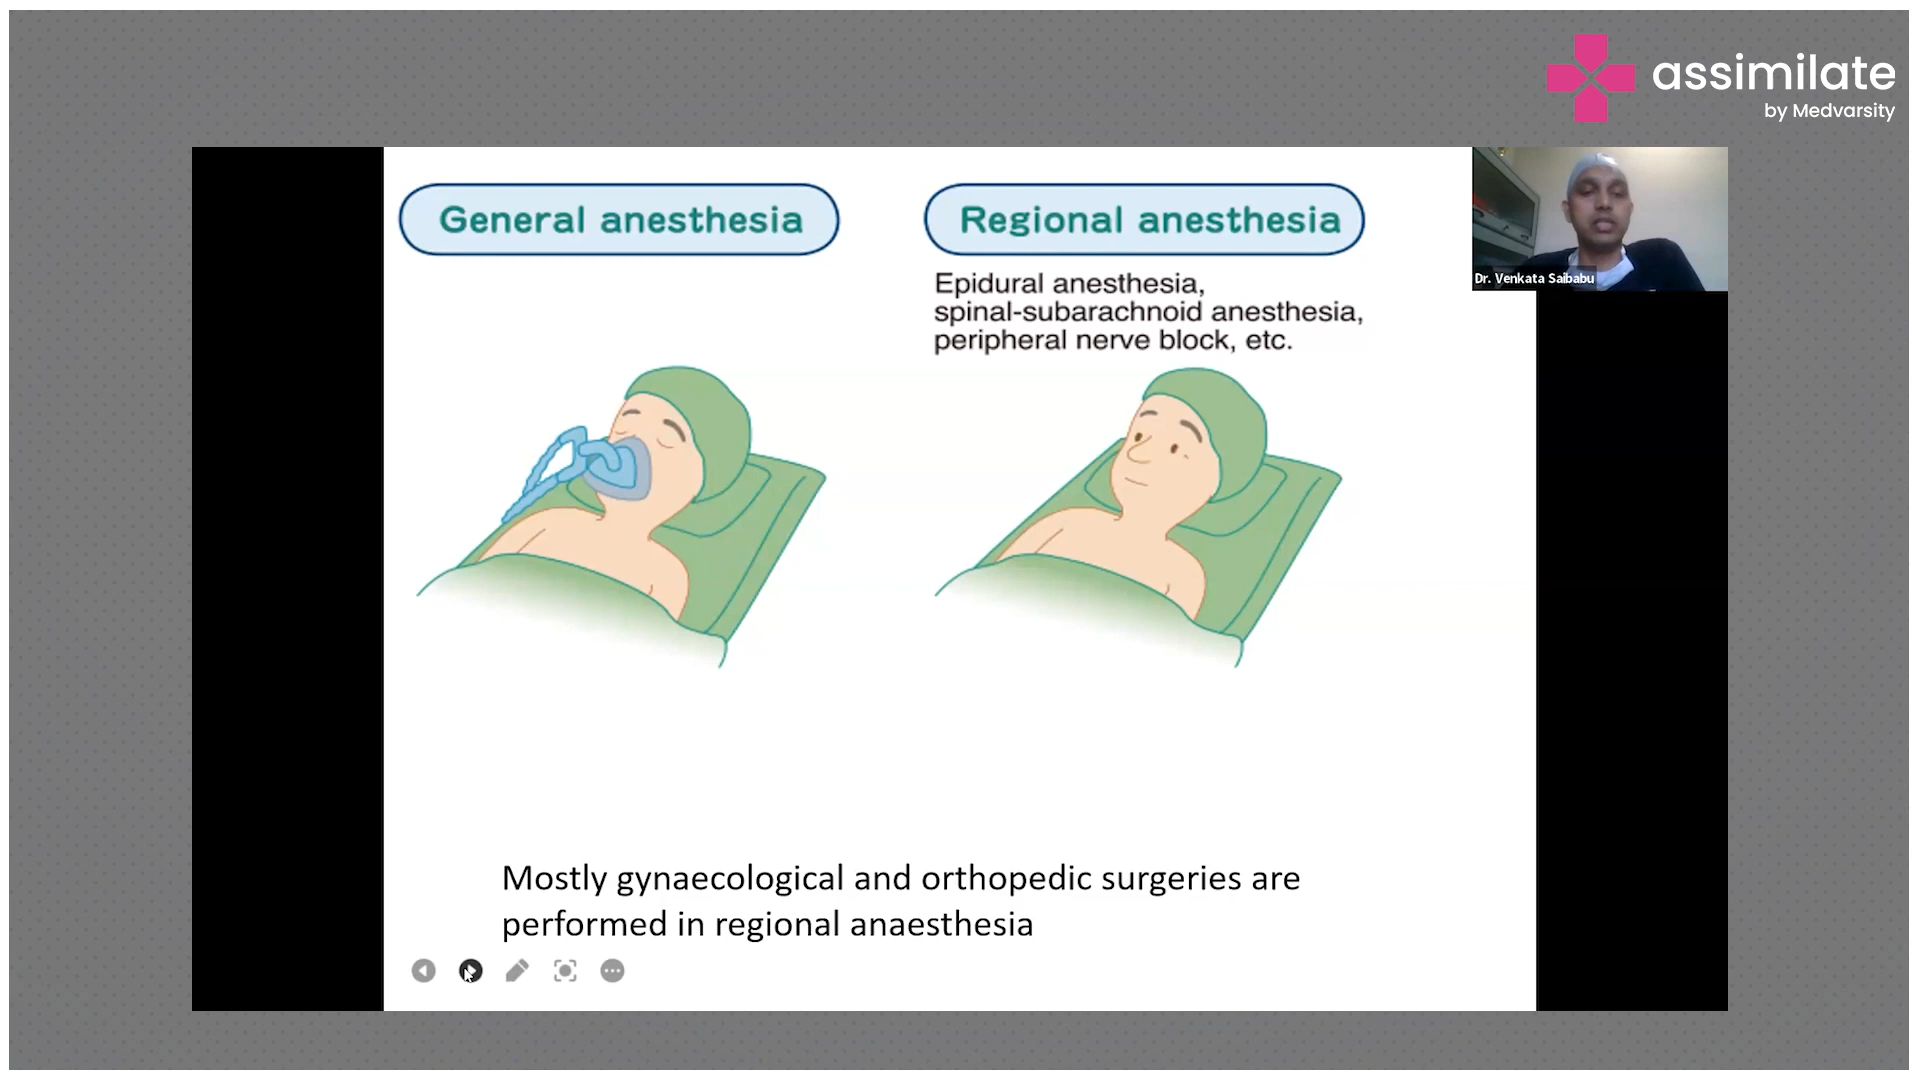 assimilate
by Medvarsity
General anesthesia
Regional anesthesia
Epidural anesthesia,
spinal-subarachnoid anesthesia,
peripheral nerve block, etc.
Dr. Venkata Saibabu
Mostly gynaecological and orthopedic surgeries are
performed in regional anaesthesia